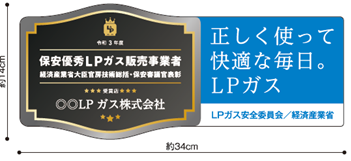 令和3年度
保安優秀LPガス販売事業者
経済産業省大臣官房技術総括・保安審議官表彰
★★★ 受賞店 ★★★
〇〇LPガス株式会社
正しく使って
快適な毎日。
LPガス
LPガス安全委員会／経済産業省
約14cm
約34cm